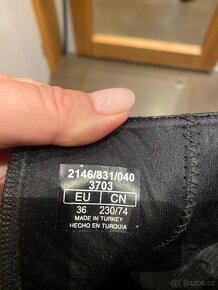 2146/831/040
3703
EU CN
36 230/74
MADE IN TURKEY
HECHO EN TURQUIA
Bazos.cz